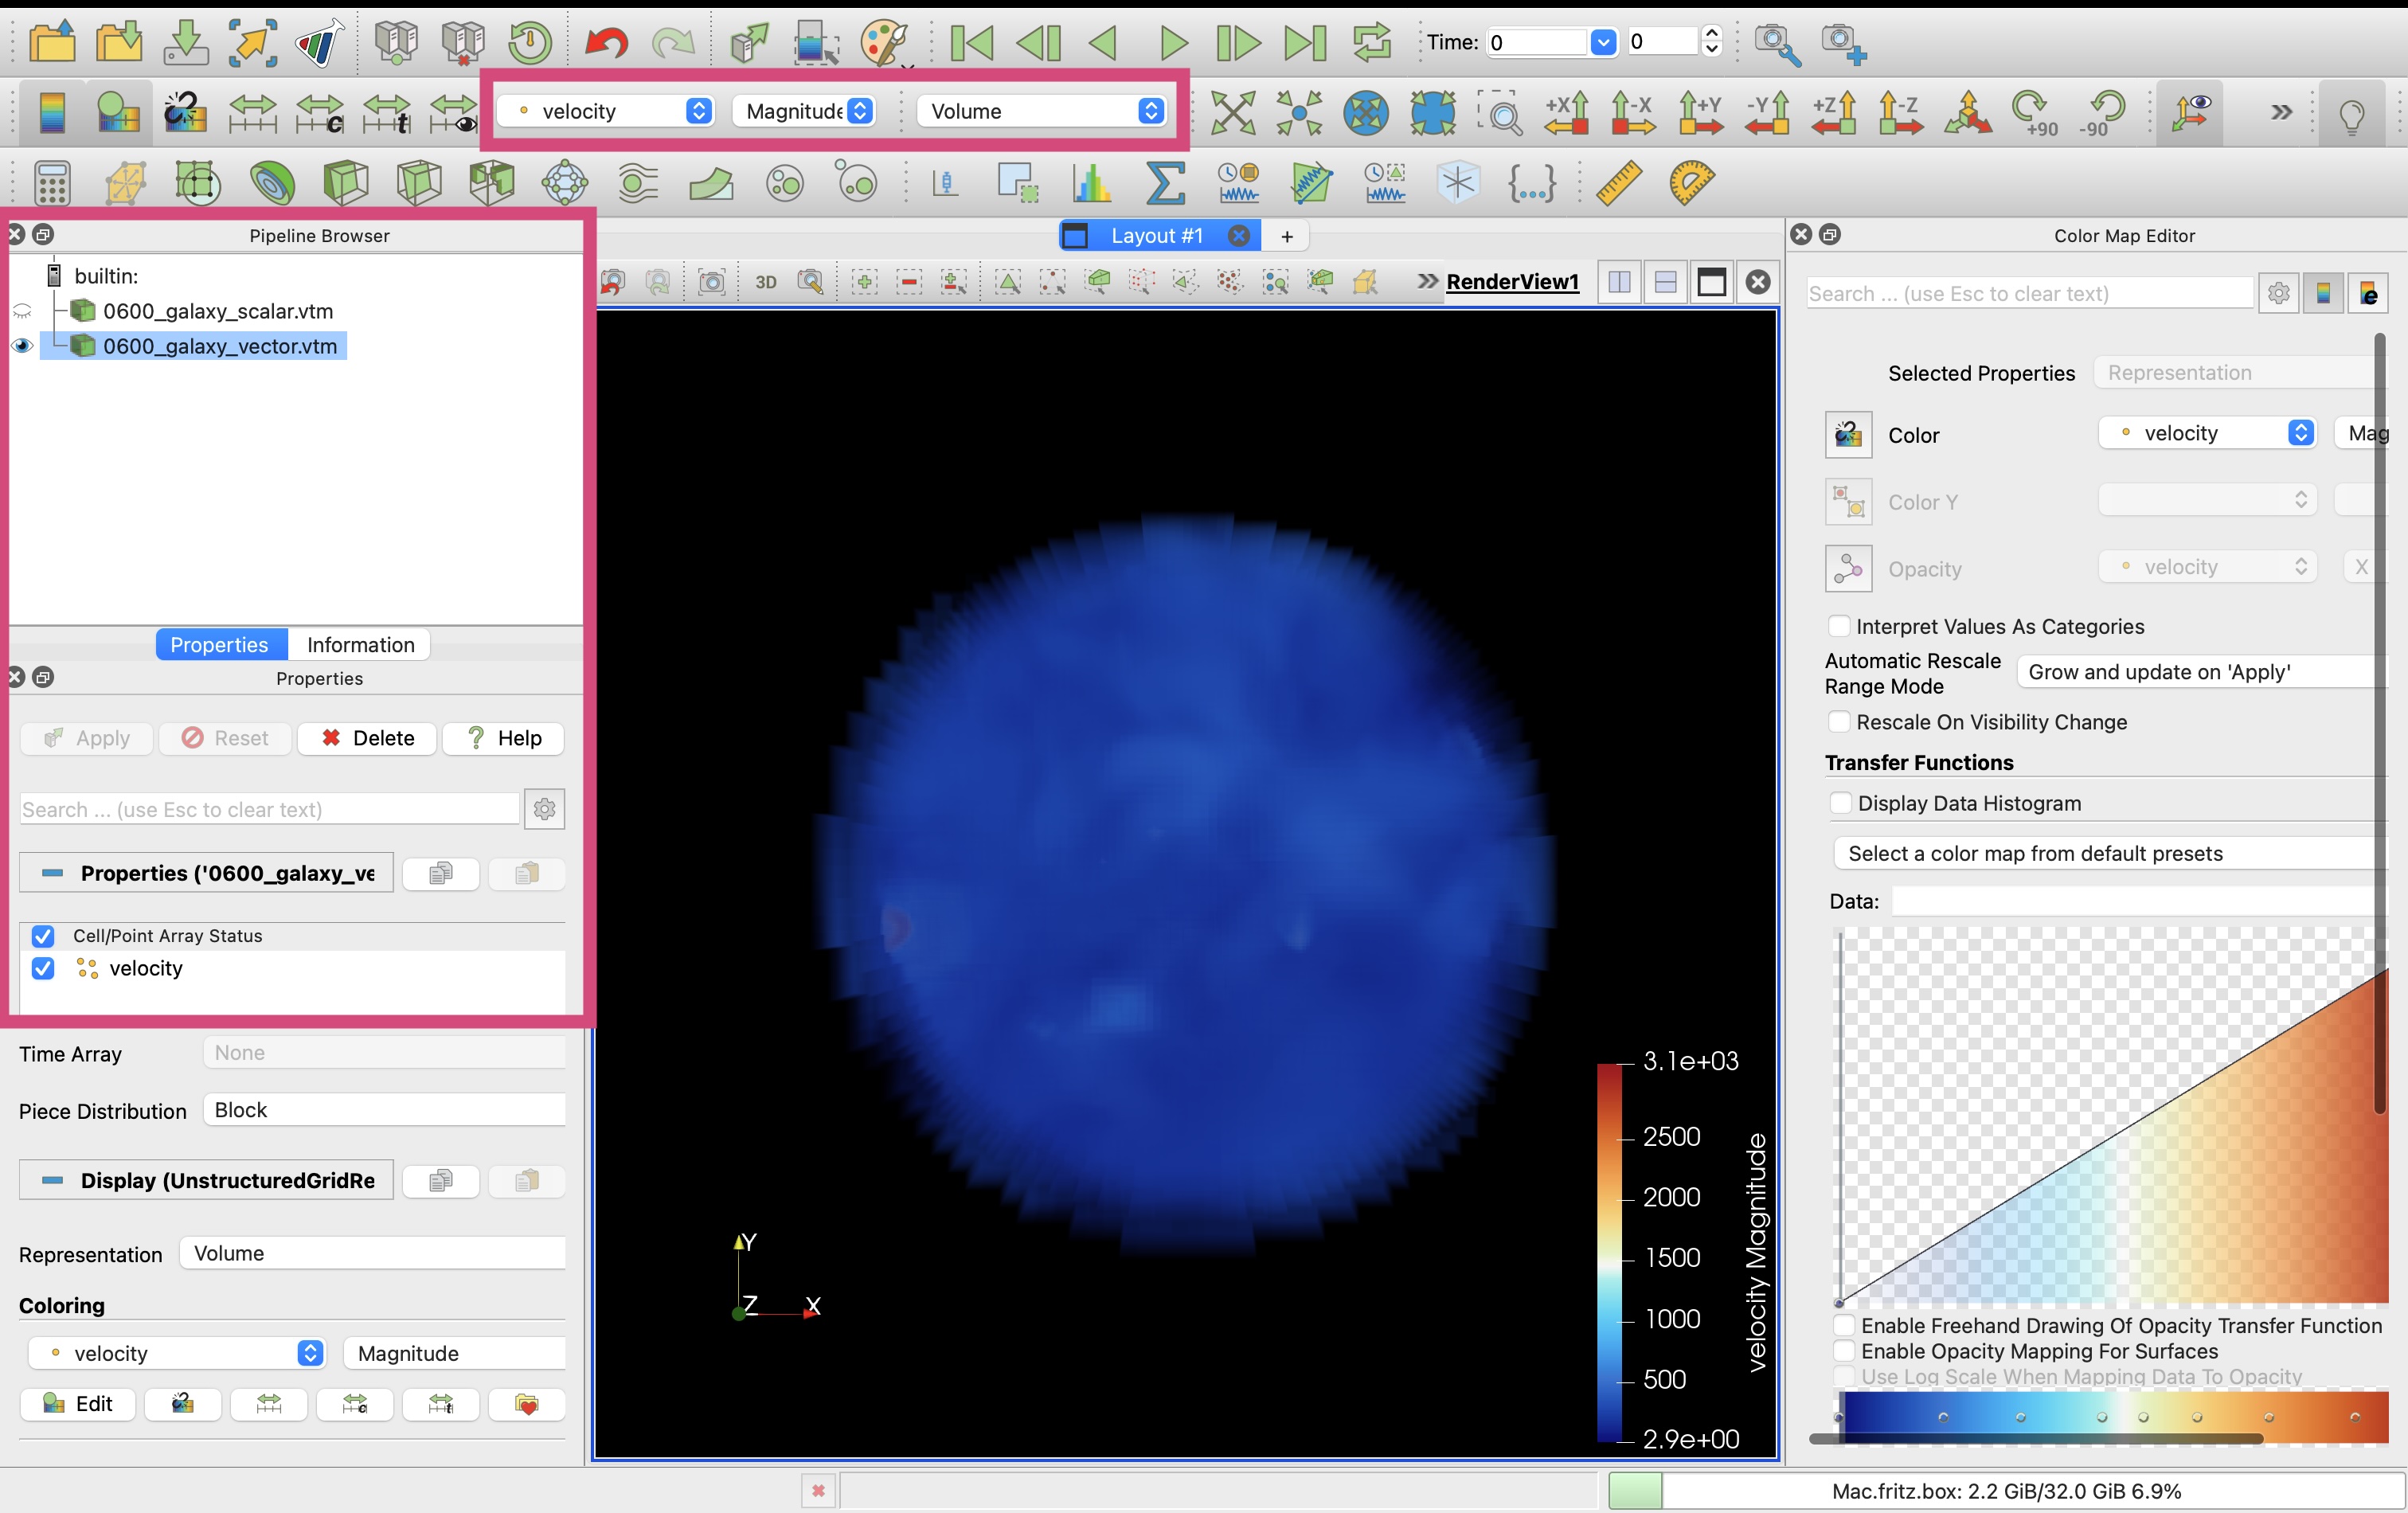 Time: 0 0
velocity Magnitude Volume
+X -X +Y -Y +Z -Z +90 -90
Pipeline Browser
Layout #1 +
Color Map Editor
builtin:
0600_galaxy_scalar.vtm
0600_galaxy_vector.vtm
3D
RenderView1
Search ... (use Esc to clear text)
Properties Information
Properties
Apply Reset Delete Help
Search ... (use Esc to clear text)
Properties ('0600_galaxy_ve
Cell/Point Array Status
velocity
Time Array None
Piece Distribution Block
Display (UnstructuredGridRe
Representation Volume
Coloring
velocity Magnitude
Edit
3.1e+03
2500
2000
1500
1000
500
2.9e+00
velocity Magnitude
Y
Z X
Selected Properties Representation
Color velocity Mag
Color Y
Opacity velocity X
Interpret Values As Categories
Automatic Rescale
Range Mode
Grow and update on 'Apply'
Rescale On Visibility Change
Transfer Functions
Display Data Histogram
Select a color map from default presets
Data:
Enable Freehand Drawing Of Opacity Transfer Function
Enable Opacity Mapping For Surfaces
Use Log Scale When Mapping Data To Opacity
Mac.fritz.box: 2.2 GiB/32.0 GiB 6.9%